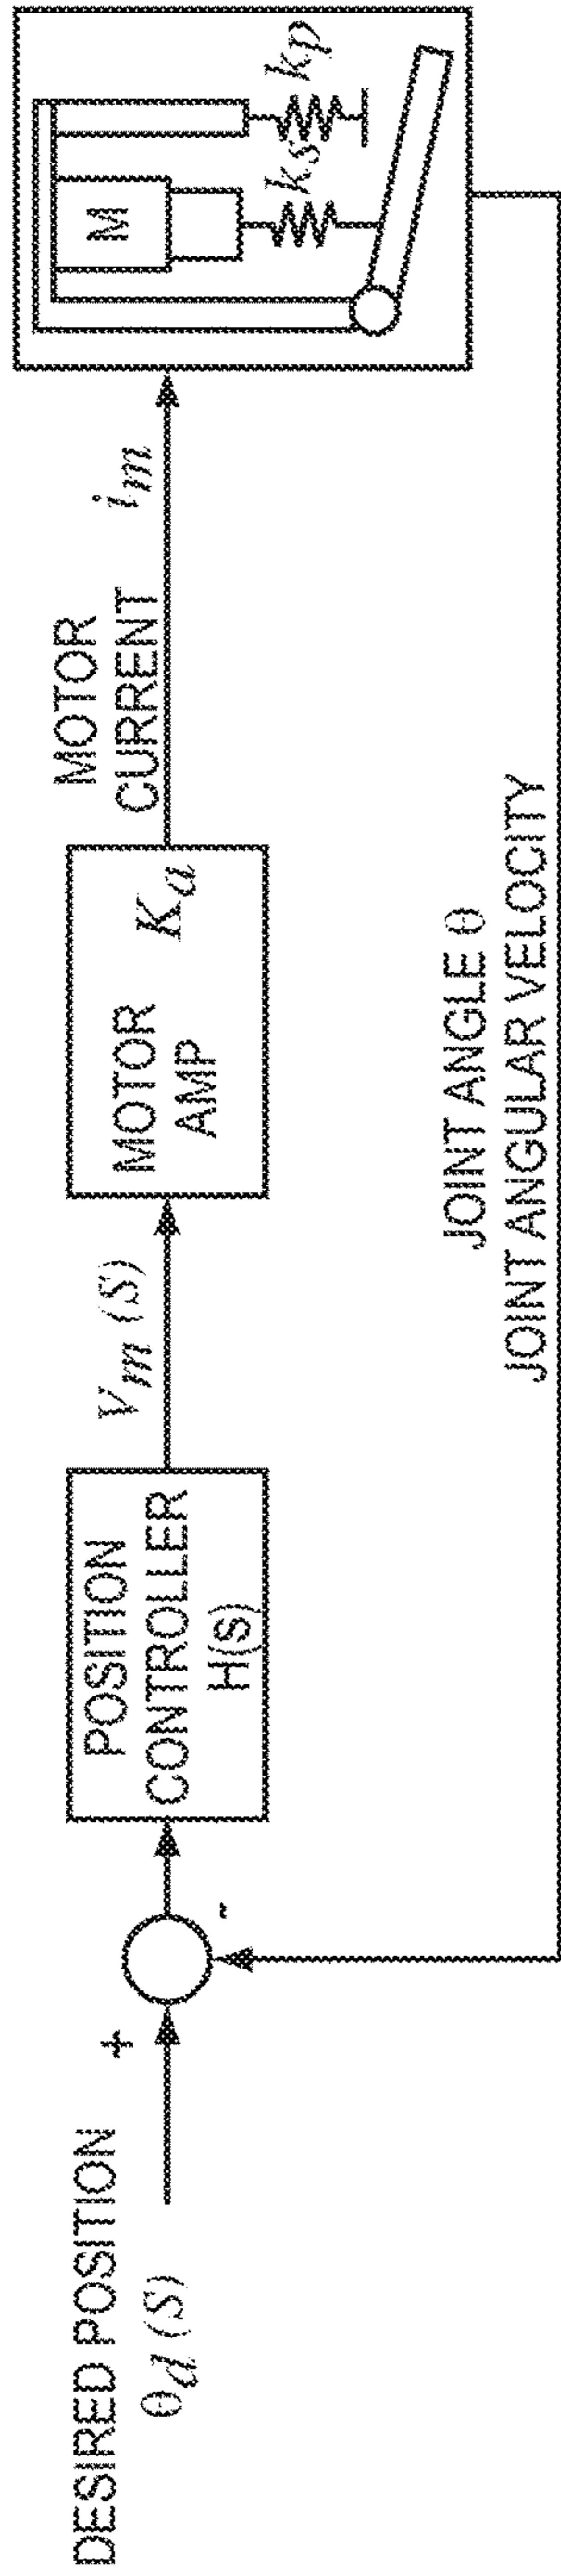 DESIRED POSITION
θd (S)
+
-
POSITION
CONTROLLER
H(s)
Vm (S)
MOTOR
AMP
Ka
MOTOR
CURRENT
im
M
ks
kp
JOINT ANGLE θ
JOINT ANGULAR VELOCITY